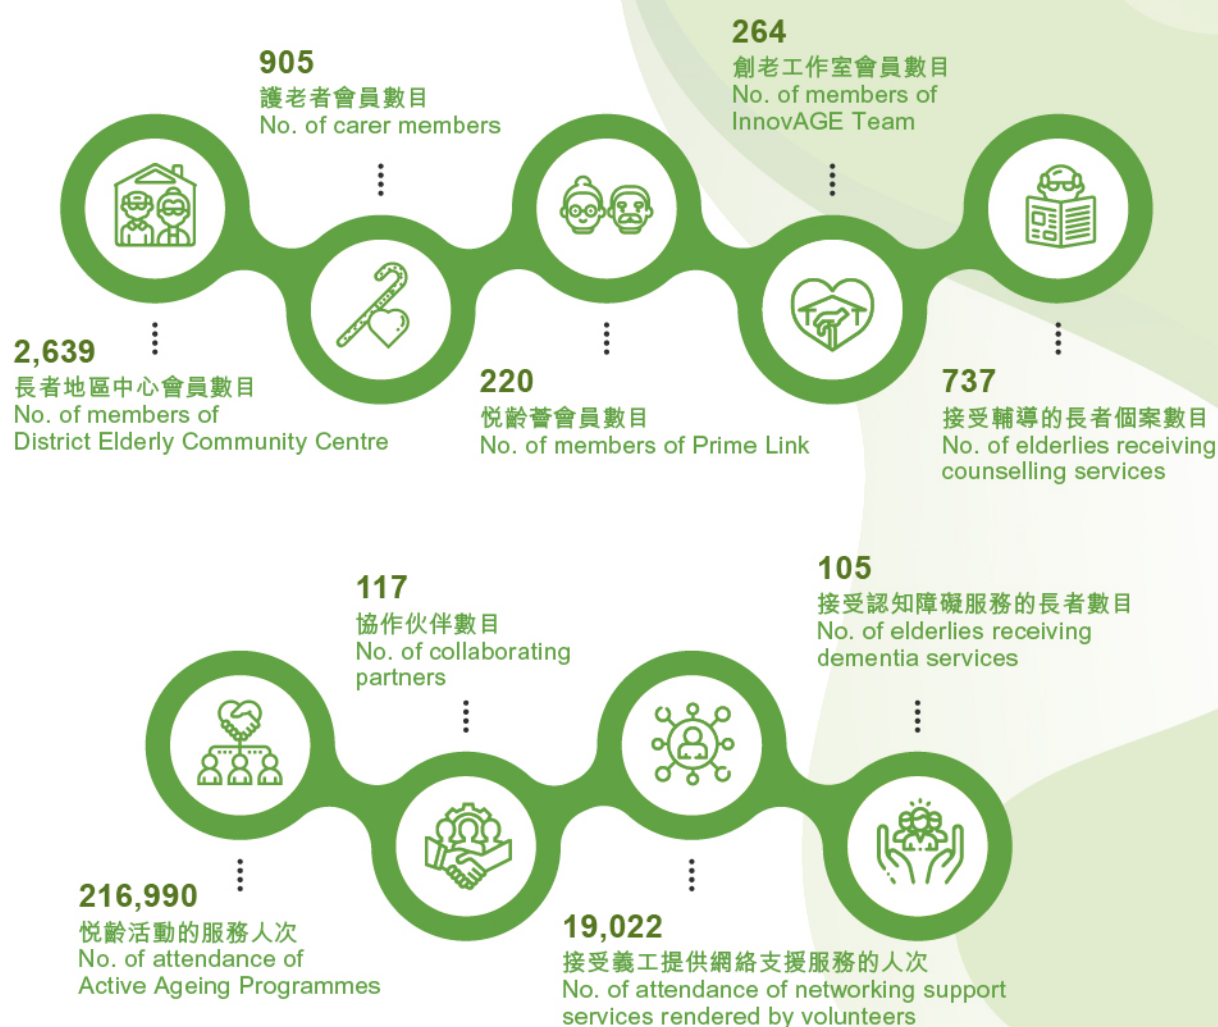 905
護老者會員數目
No. of carer members
264
創老工作室會員數目
No. of members of
InnovAGE Team
2,639
長者地區中心會員數目
No. of members of
District Elderly Community Centre
220
悦齡薈會員數目
No. of members of Prime Link
737
接受輔導的長者個案數目
No. of elderlies receiving
counselling services
117
協作伙伴數目
No. of collaborating
partners
105
接受認知障礙服務的長者數目
No. of elderlies receiving
dementia services
216,990
悦齡活動的服務人次
No. of attendance of
Active Ageing Programmes
19,022
接受義工提供網絡支援服務的人次
No. of attendance of networking support
services rendered by volunteers